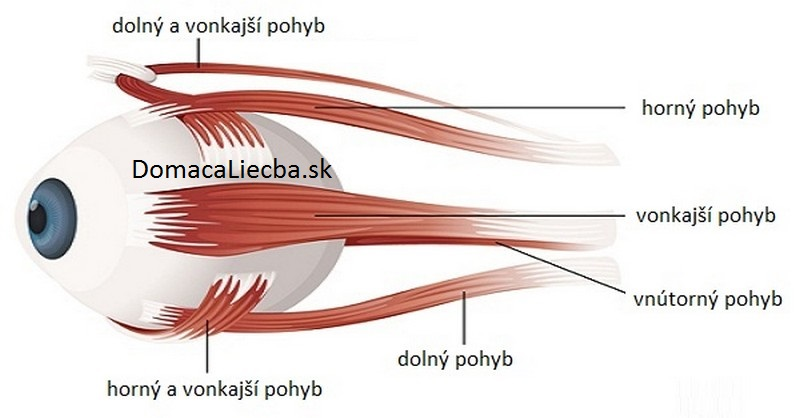 dolný a vonkajší pohyb
horný pohyb
DomacaLiecba.sk
vonkajší pohyb
vnútorný pohyb
dolný pohyb
horný a vonkajší pohyb